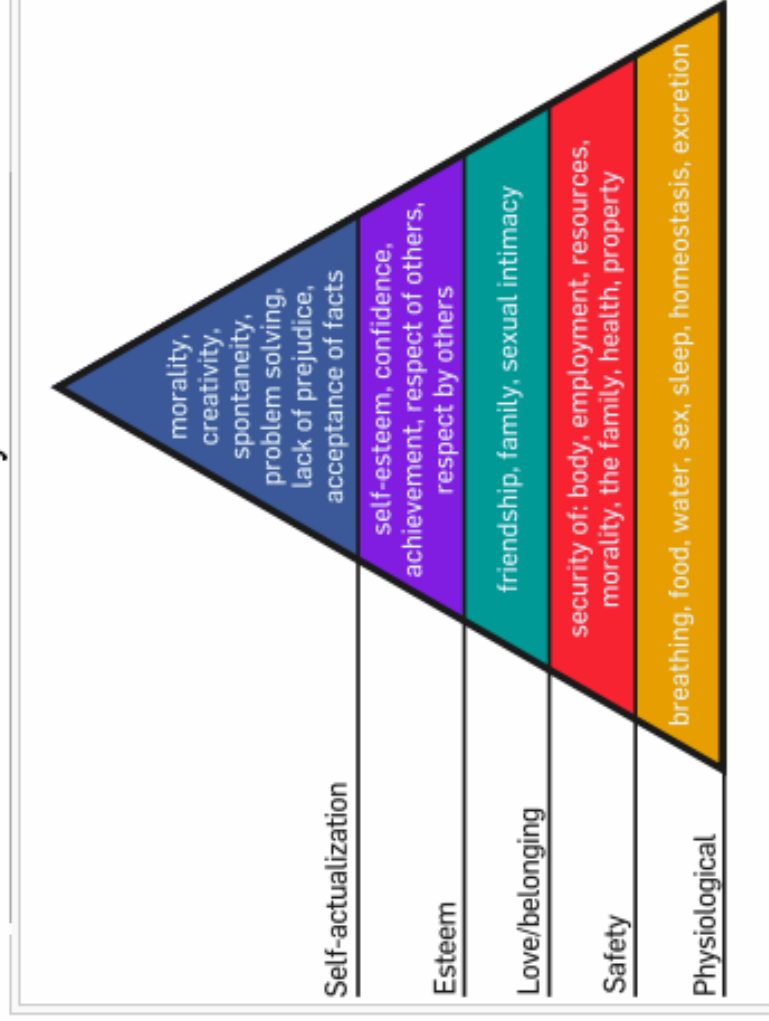 morality,
creativity,
spontaneity,
problem solving,
lack of prejudice,
acceptance of facts
Self-actualization
self-esteem, confidence,
achievement, respect of others,
respect by others
Esteem
friendship, family, sexual intimacy
Love/belonging
security of: body, employment, resources,
morality, the family, health, property
Safety
breathing, food, water, sex, sleep, homeostasis, excretion
Physiological